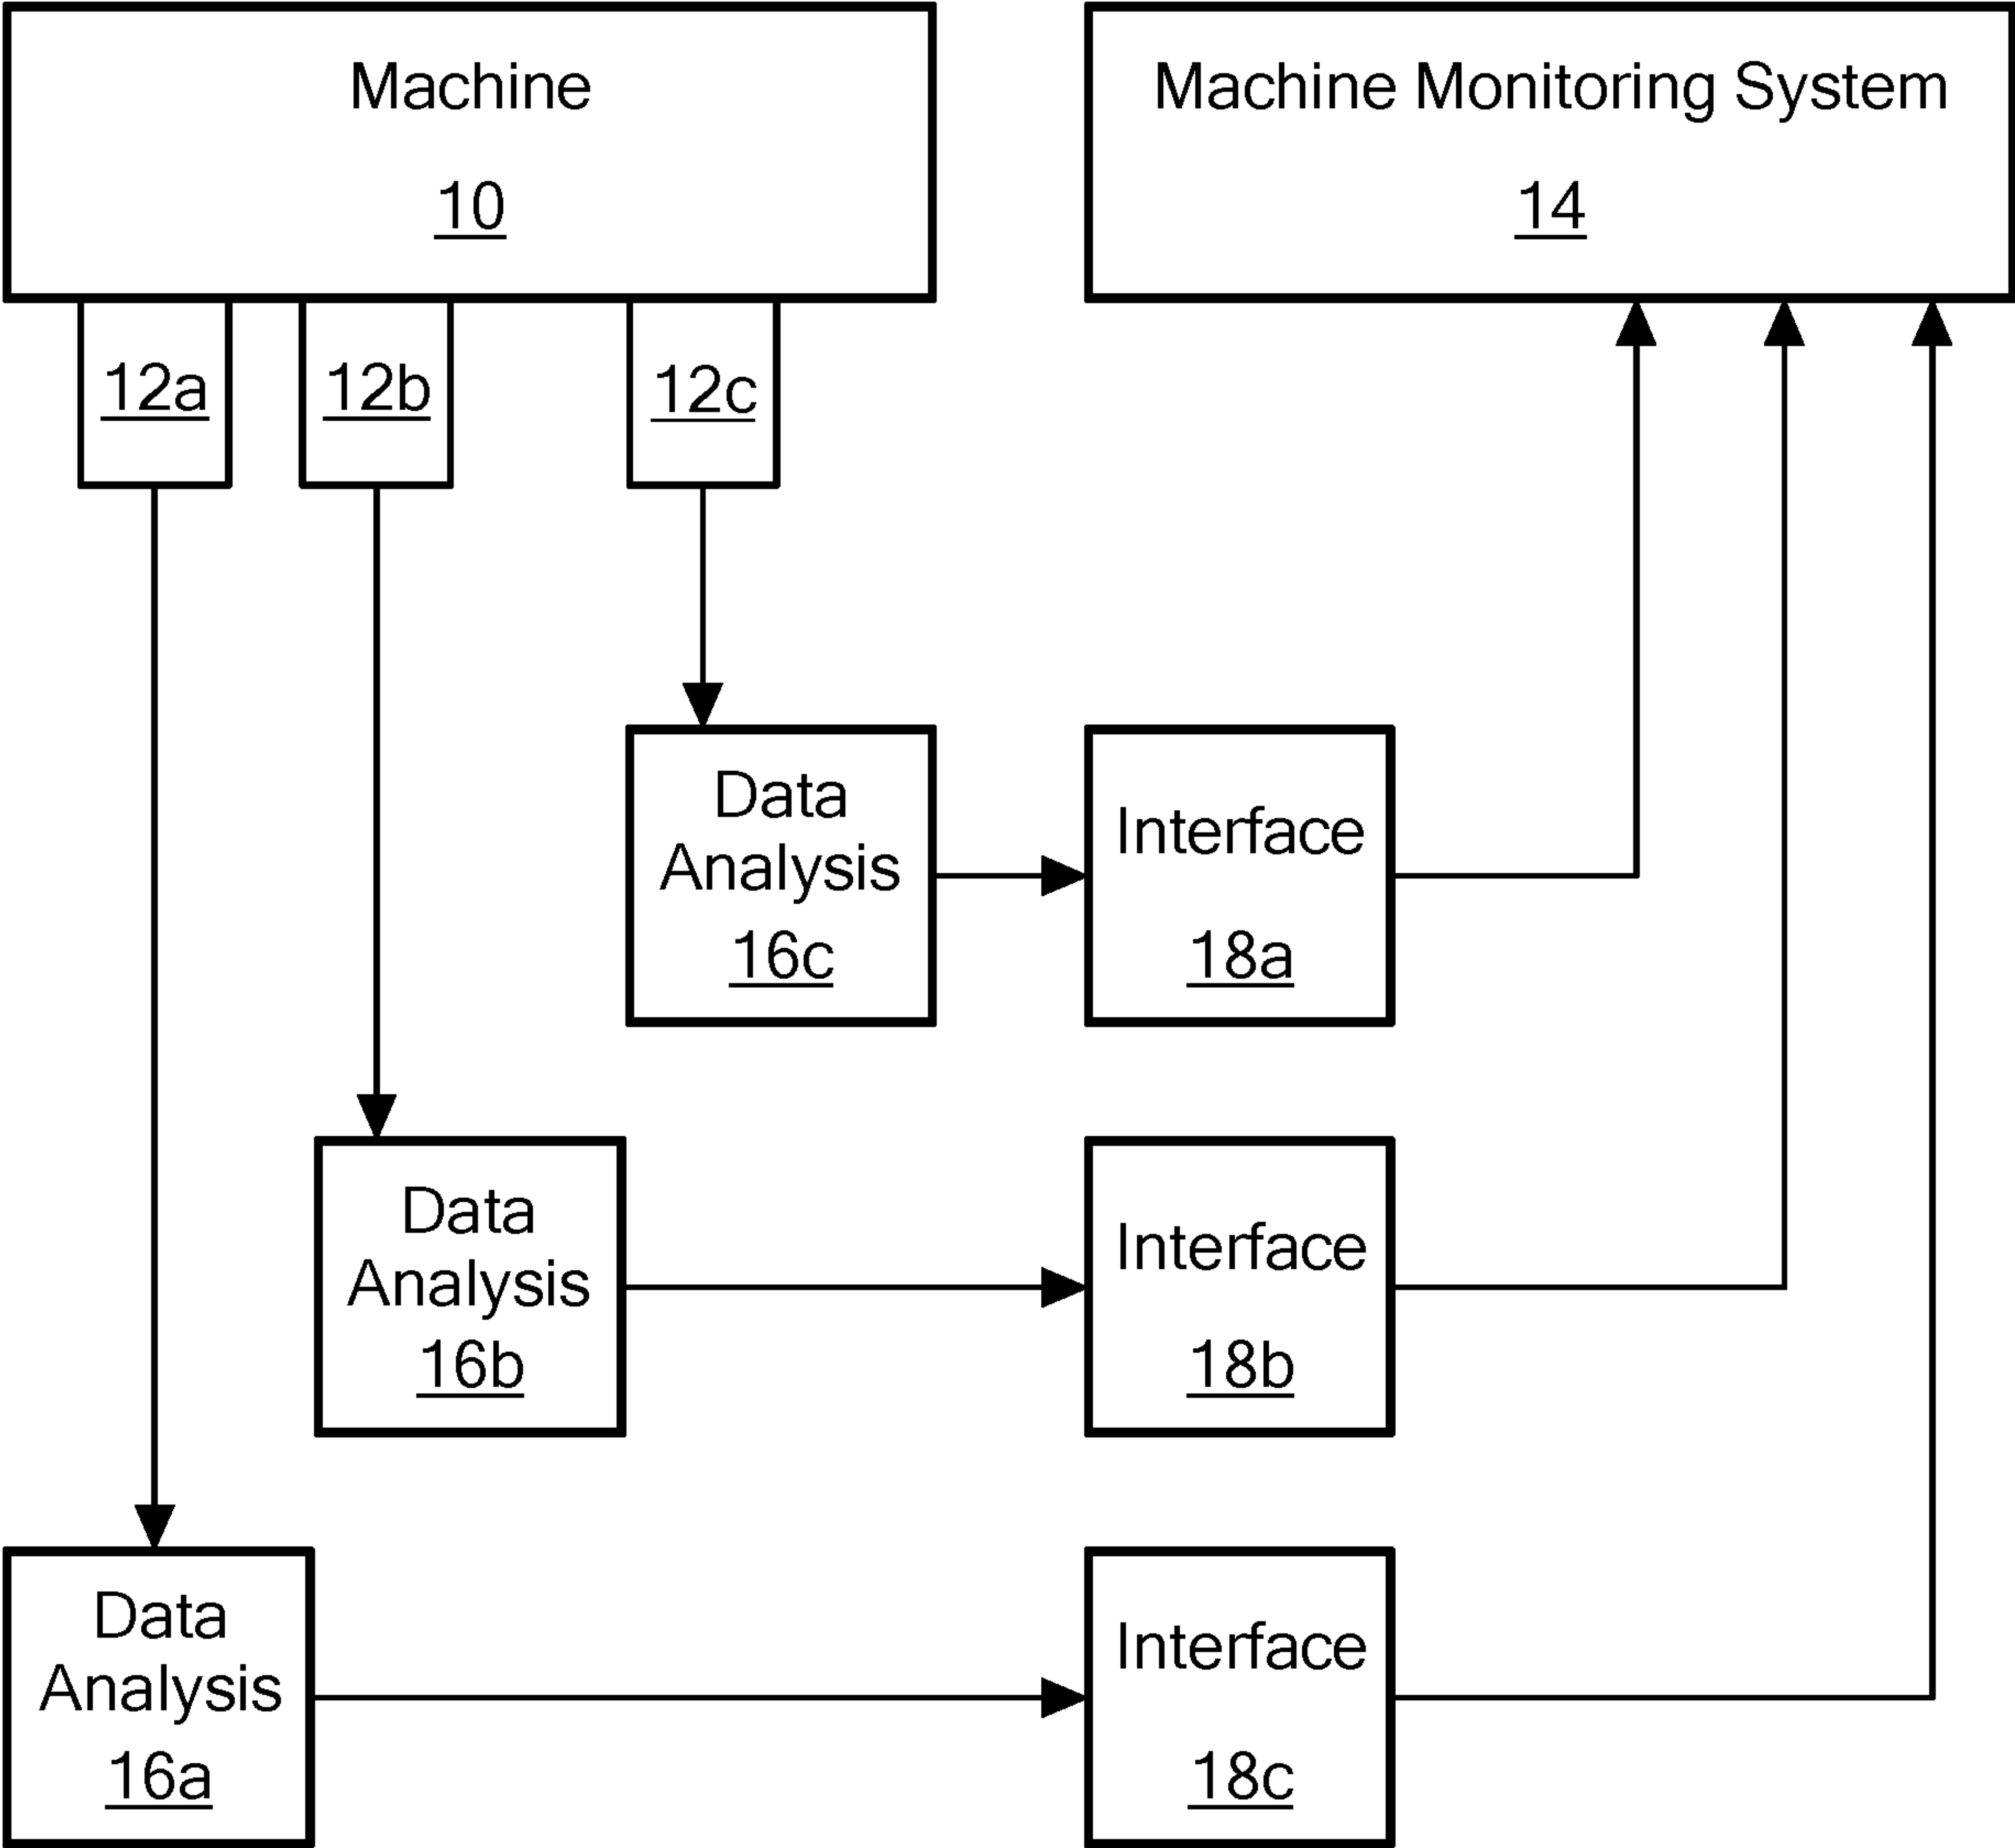 Machine
10
Machine Monitoring System
14
12a
12b
12c
Data
Analysis
16c
Interface
18a
Data
Analysis
16b
Interface
18b
Data
Analysis
16a
Interface
18c